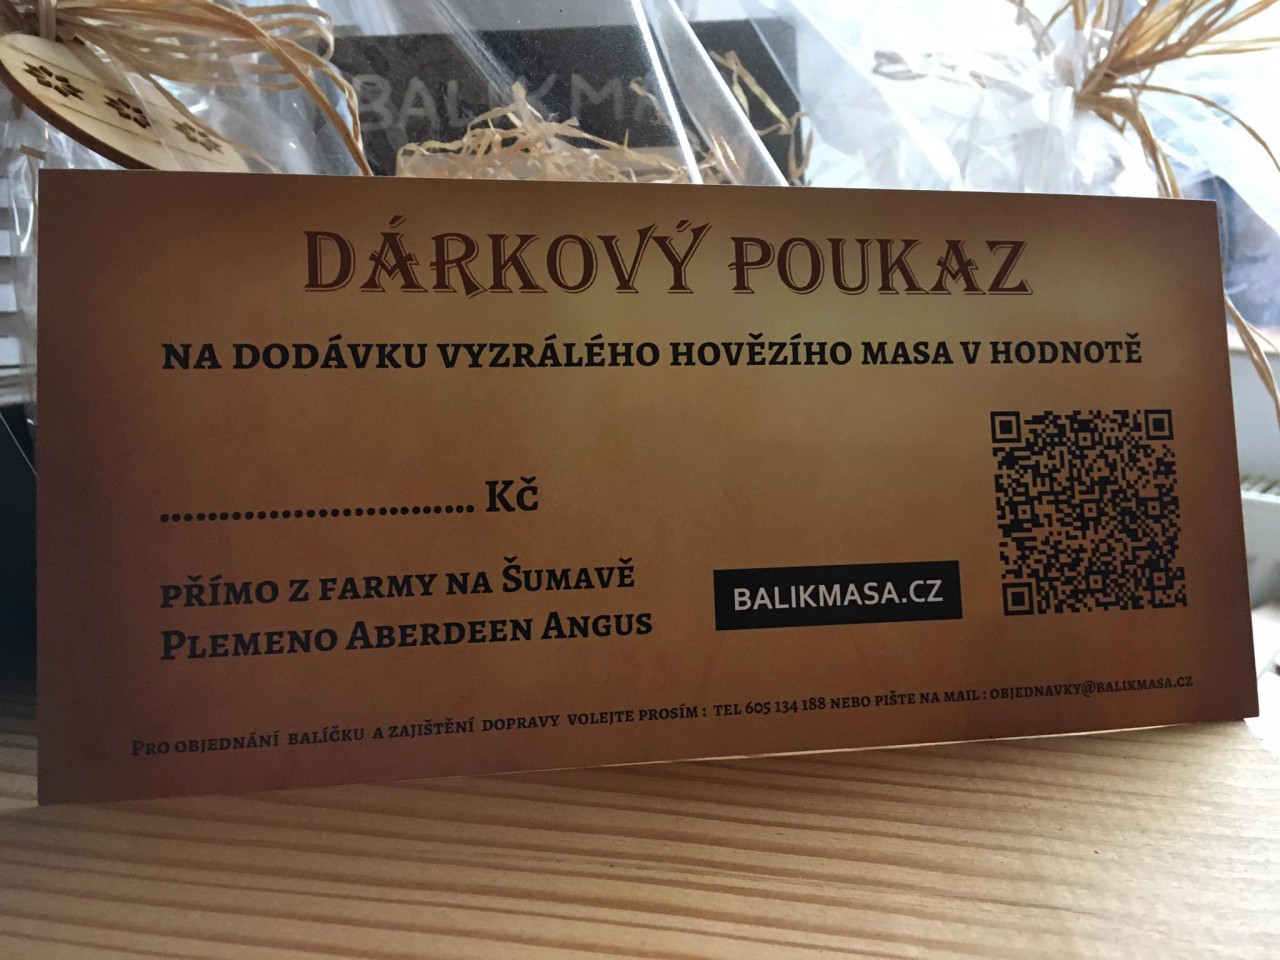 BALIKMA
DÁRKOVÝ POUKAZ
NA DODÁVKU VYZRÁLÉHO HOVĚZÍHO MASA V HODNOTĚ
.......................... KČ
PŘÍMO Z FARMY NA ŠUMAVĚ
PLEMENO ABERDEEN ANGUS
BALIKMASA.CZ
PRO OBJEDNÁNÍ BALÍČKU A ZAJIŠTĚNÍ DOPRAVY VOLEJTE PROSÍM : TEL 605 134 188 NEBO PIŠTE NA MAIL : OBJEDNAVKY@BALIKMASA.CZ